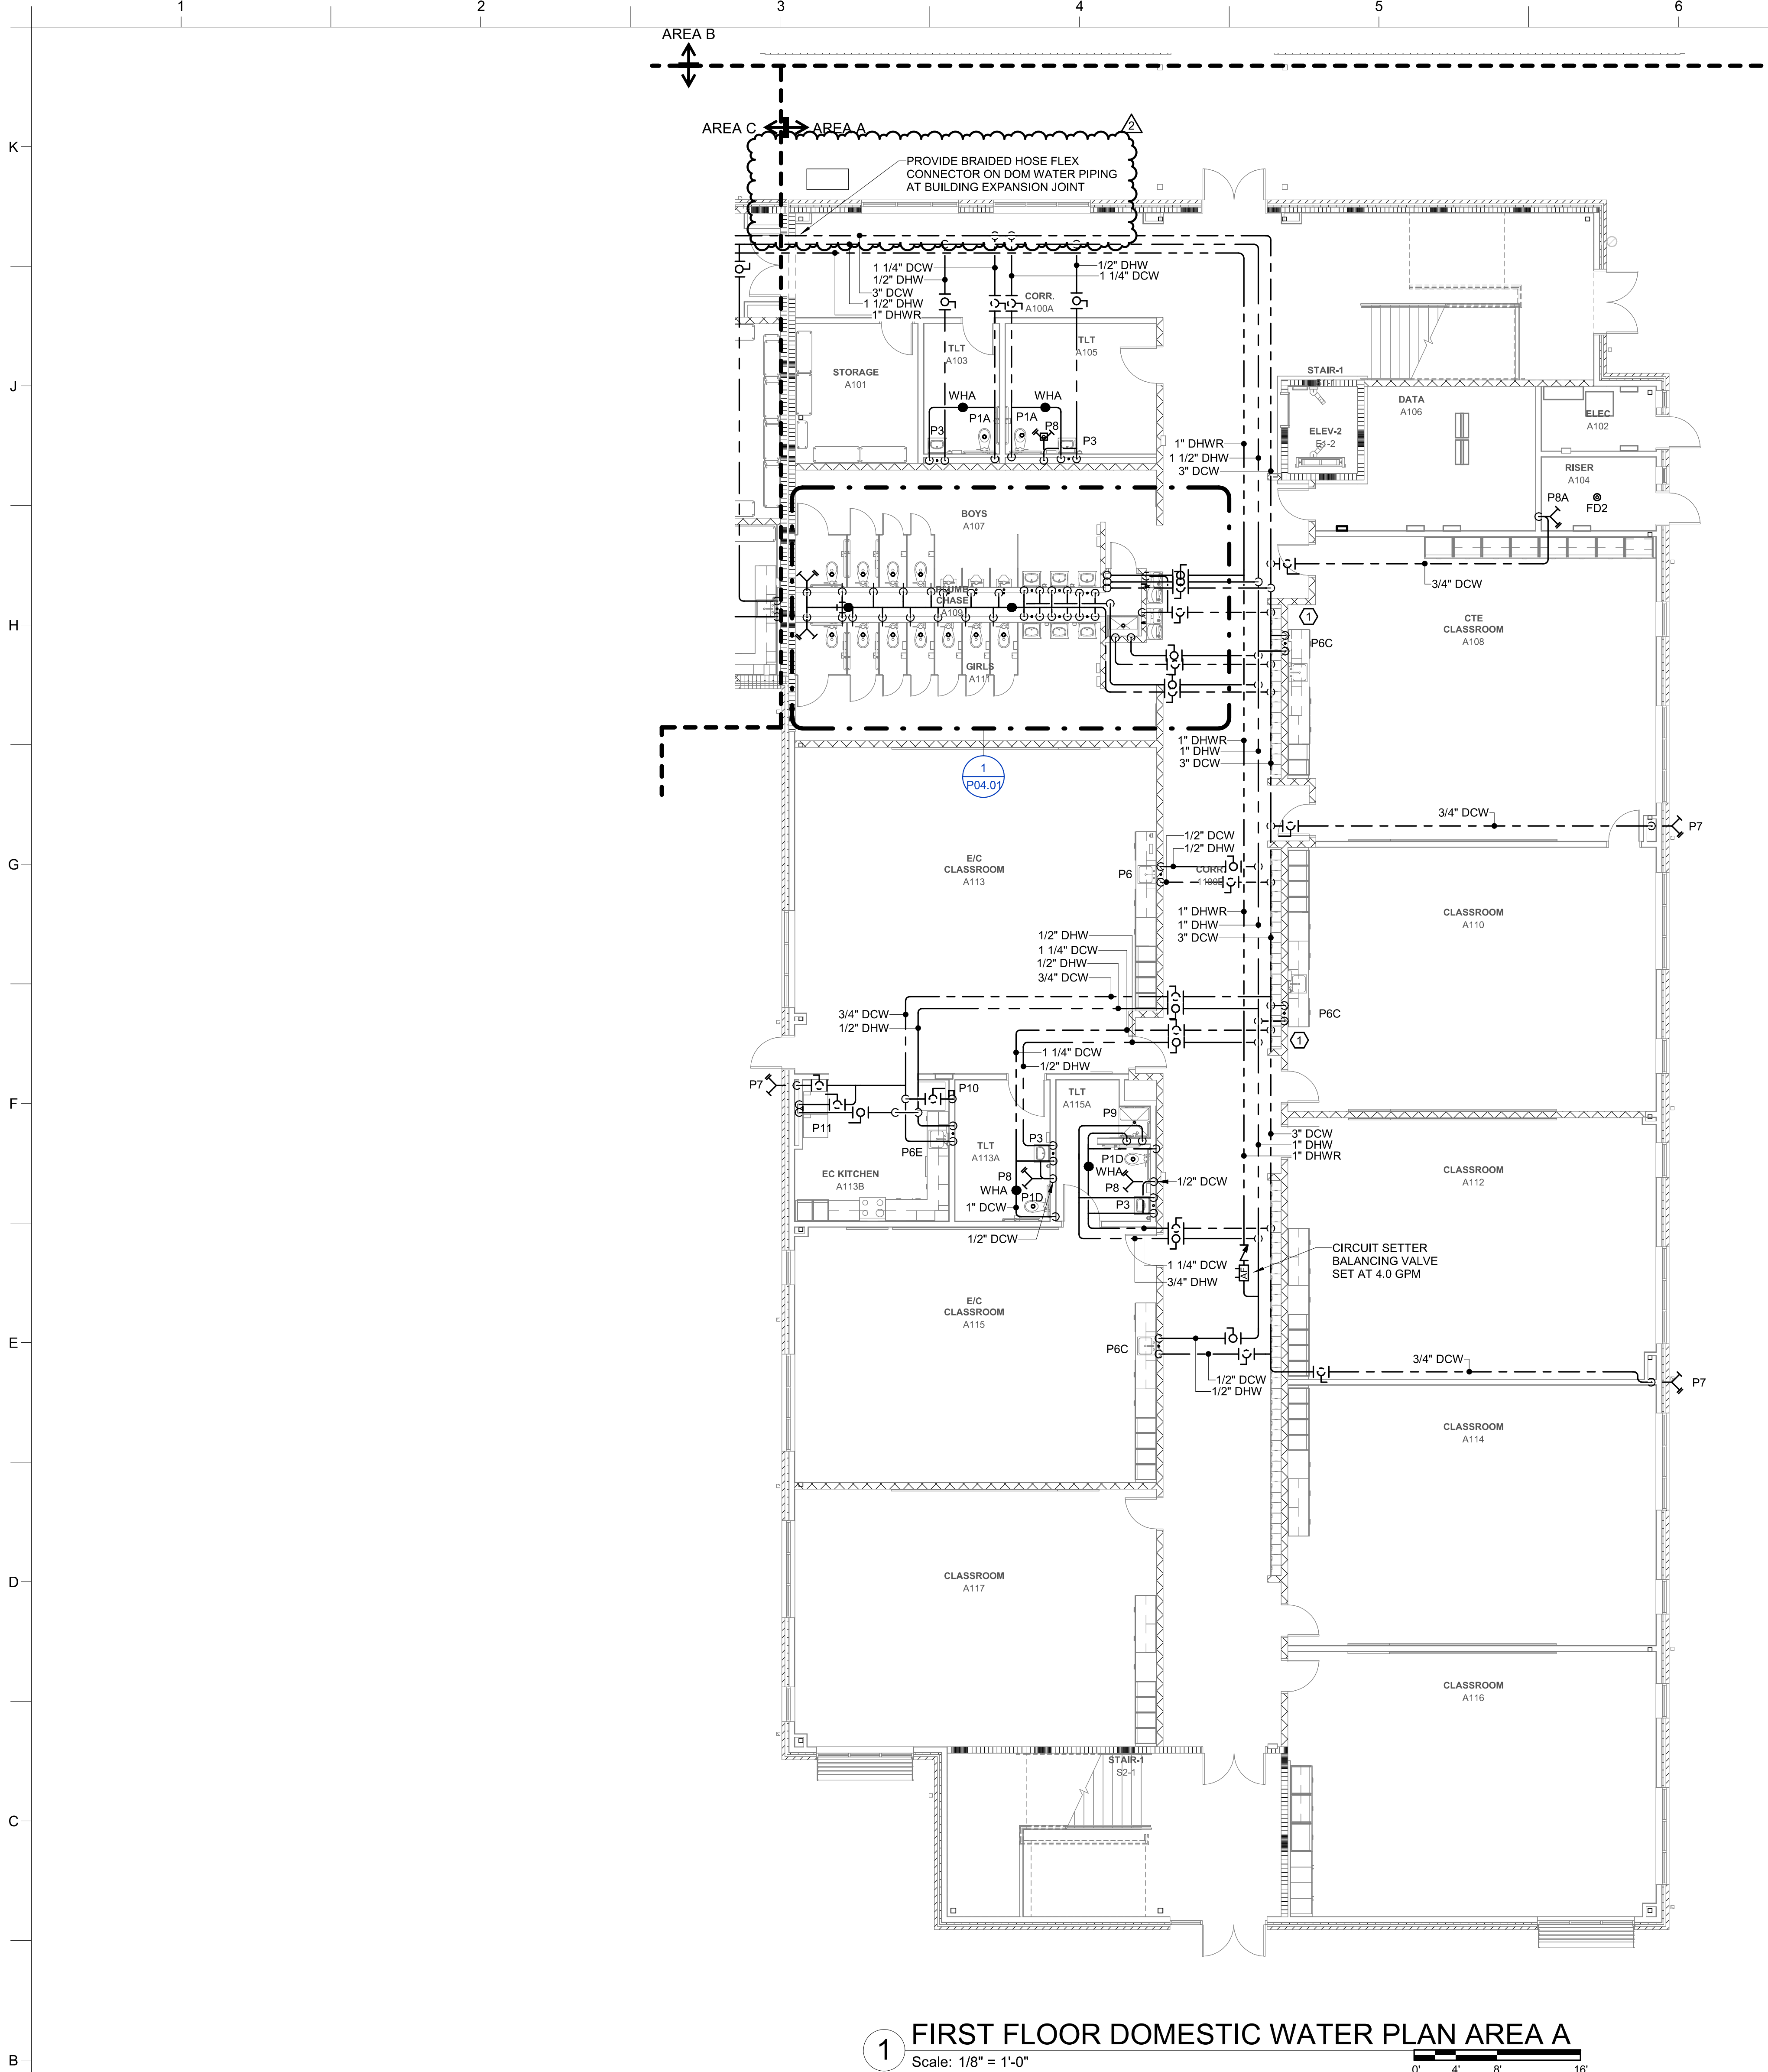 1
2
3
4
5
6
AREA B
AREA C
AREA A
2
K
PROVIDE BRAIDED HOSE FLEX
CONNECTOR ON DOM WATER PIPING
AT BUILDING EXPANSION JOINT
1 1/4" DCW
1/2" DHW
3" DCW
1 1/2" DHW
1" DHWR
1/2" DHW
1 1/4" DCW
CORR.
A100A
TLT
A103
TLT
A105
J
STORAGE
A101
STAIR-1
DATA
A106
ELEC
A102
WHA
WHA
P1A
P1A
P3
P8
P3
ELEV-2
E1-2
1" DHWR
1 1/2" DHW
3" DCW
RISER
A104
P8A
FD2
BOYS
A107
3/4" DCW
PLUMB
CHASE
A109
H
1
CTE
CLASSROOM
A108
P6C
GIRLS
A111
1" DHWR
1" DHW
3" DCW
1
P04.01
3/4" DCW
P7
1/2" DCW
1/2" DHW
G
E/C
CLASSROOM
A113
P6
CORR.
1100B
1" DHWR
1" DHW
3" DCW
CLASSROOM
A110
1/2" DHW
1 1/4" DCW
1/2" DHW
3/4" DCW
3/4" DCW
1/2" DHW
P6C
1
1 1/4" DCW
1/2" DHW
P7
P10
TLT
A115A
F
P11
P9
P6E
TLT
A113A
P3
P1D
WHA
3" DCW
1" DHW
1" DHWR
CLASSROOM
A112
EC KITCHEN
A113B
P8
WHA
P1D
P8
P3
1/2" DCW
1" DCW
1/2" DCW
1 1/4" DCW
3/4" DHW
CIRCUIT SETTER
BALANCING VALVE
SET AT 4.0 GPM
E/C
CLASSROOM
A115
E
P6C
1/2" DCW
1/2" DHW
3/4" DCW
P7
CLASSROOM
A114
D
CLASSROOM
A117
CLASSROOM
A116
STAIR-1
S2-1
C
1
FIRST FLOOR DOMESTIC WATER PLAN AREA A
Scale: 1/8" = 1'-0"
0'
4'
8'
16'
B